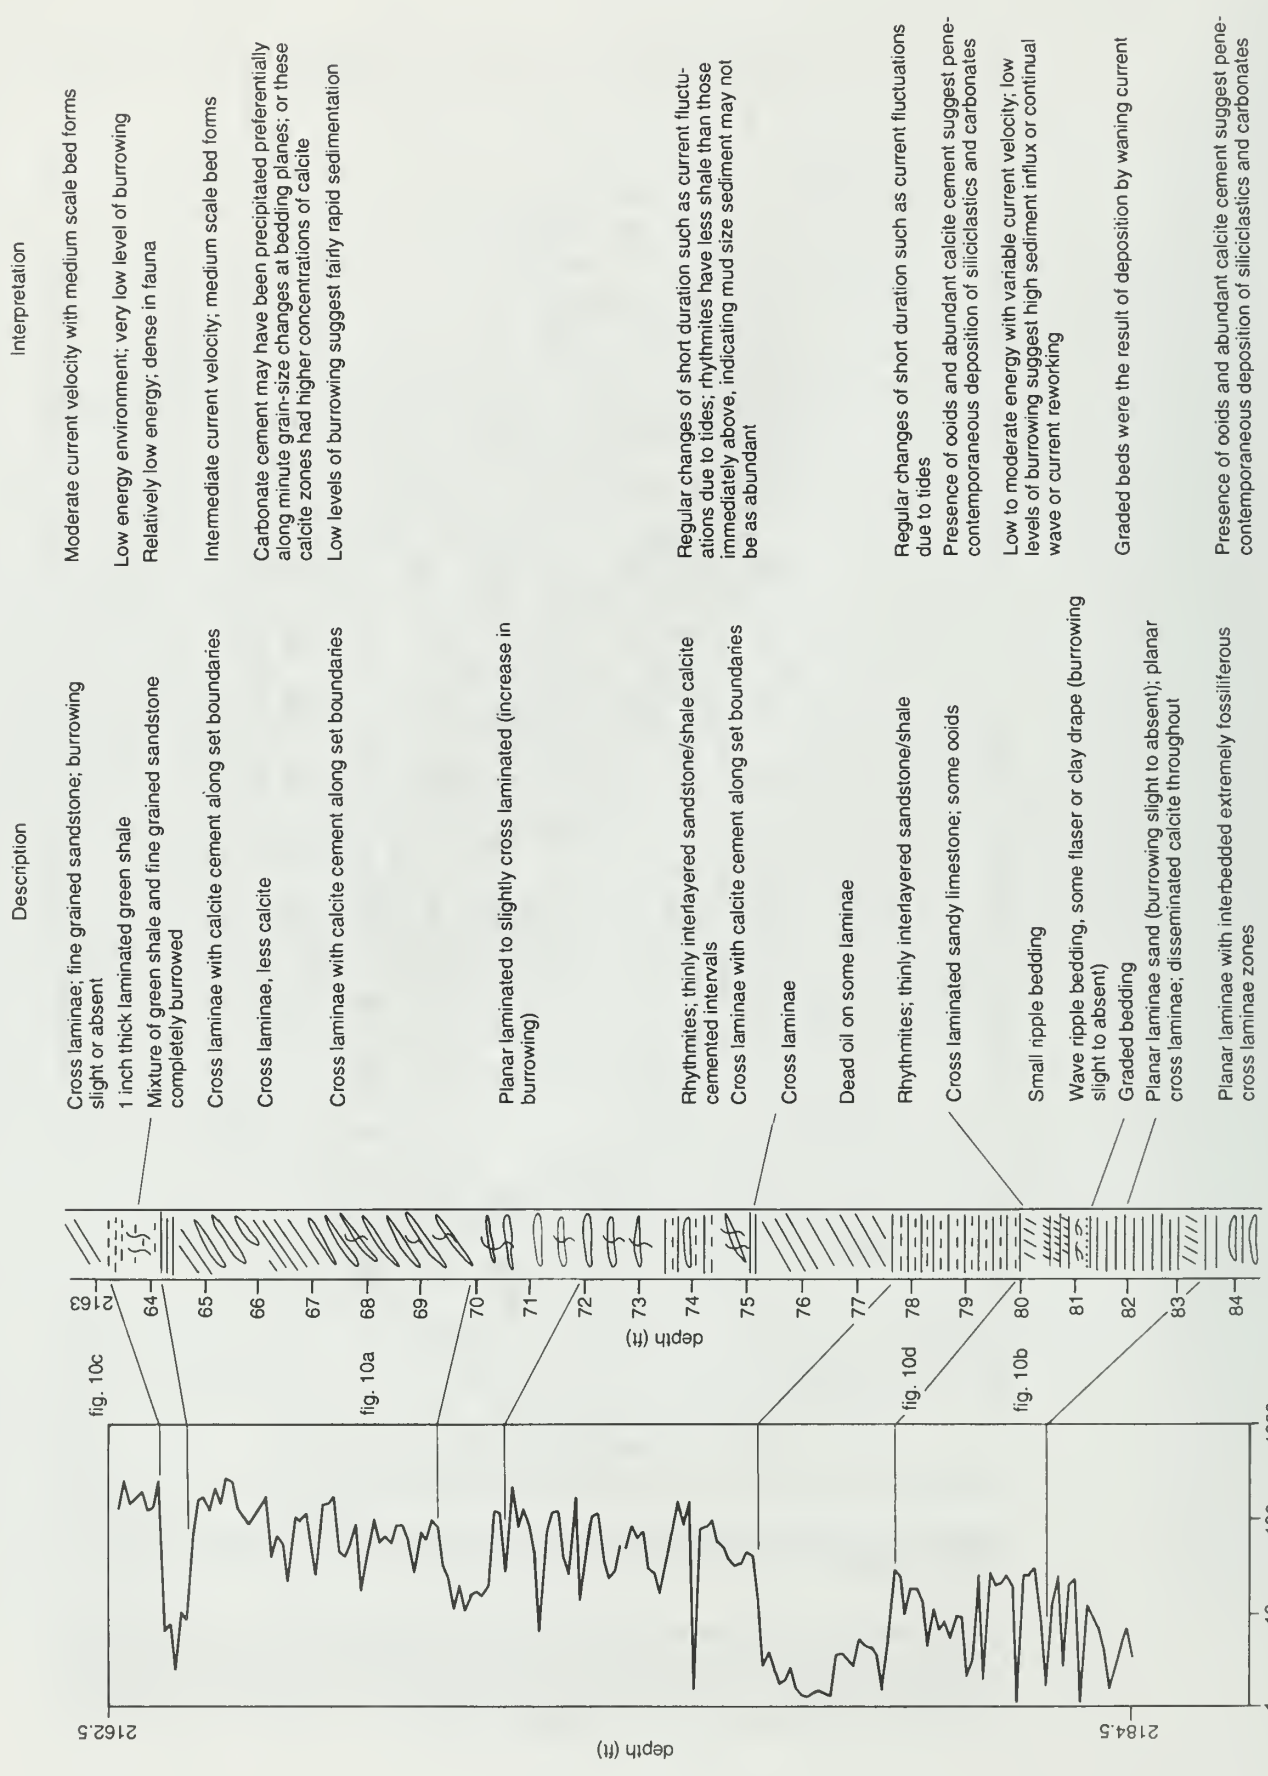 Description
Interpretation
2162.5
depth (ft)
2184.5
fig. 10c
fig. 10a
fig. 10d
fig. 10b
2163
64
65
66
67
68
69
70
71
72
73
74
75
76
77
78
79
80
81
82
83
84
depth (ft)
Cross laminae; fine grained sandstone; burrowing
slight or absent
1 inch thick laminated green shale
Mixture of green shale and fine grained sandstone
completely burrowed
Cross laminae with calcite cement along set boundaries
Cross laminae, less calcite
Cross laminae with calcite cement along set boundaries
Planar laminated to slightly cross laminated (increase in
burrowing)
Rhythmites; thinly interlayered sandstone/shale calcite
cemented intervals
Cross laminae with calcite cement along set boundaries
Cross laminae
Dead oil on some laminae
Rhythmites; thinly interlayered sandstone/shale
Cross laminated sandy limestone; some ooids
Small ripple bedding
Wave ripple bedding, some flaser or clay drape (burrowing
slight to absent)
Graded bedding
Planar laminae sand (burrowing slight to absent); planar
cross laminae; disseminated calcite throughout
Planar laminae with interbedded extremely fossiliferous
cross laminae zones
Moderate current velocity with medium scale bed forms
Low energy environment; very low level of burrowing
Relatively low energy; dense in fauna
Intermediate current velocity; medium scale bed forms
Carbonate cement may have been precipitated preferentially
along minute grain-size changes at bedding planes; or these
calcite zones had higher concentrations of calcite
Low levels of burrowing suggest fairly rapid sedimentation
Regular changes of short duration such as current fluctu-
ations due to tides; rhythmites have less shale than those
immediately above, indicating mud size sediment may not
be as abundant
Regular changes of short duration such as current fluctuations
due to tides
Presence of ooids and abundant calcite cement suggest pene-
contemporaneous deposition of siliciclastics and carbonates
Low to moderate energy with variable current velocity; low
levels of burrowing suggest high sediment influx or continual
wave or current reworking
Graded beds were the result of deposition by waning current
Presence of ooids and abundant calcite cement suggest pene-
contemporaneous deposition of siliciclastics and carbonates